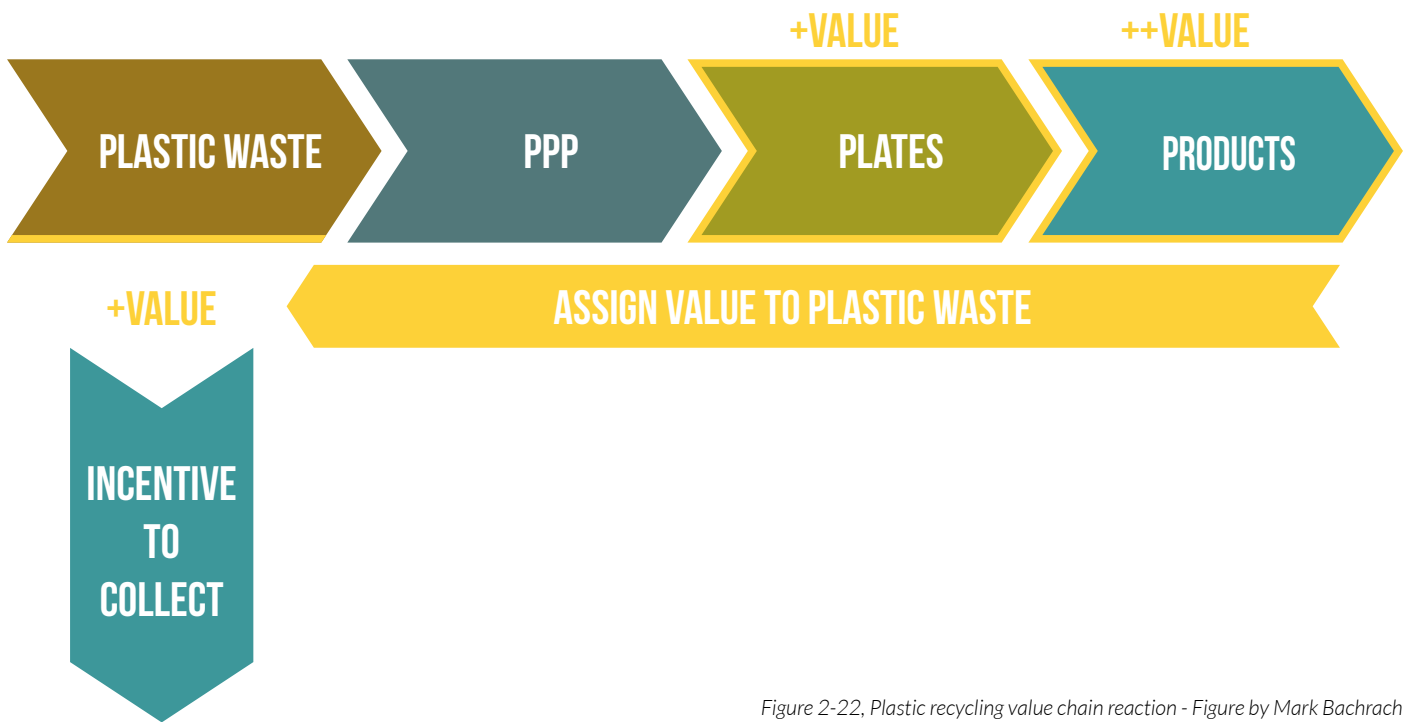 +VALUE
++VALUE
PLASTIC WASTE
PPP
PLATES
PRODUCTS
+VALUE
ASSIGN VALUE TO PLASTIC WASTE
INCENTIVE
TO
COLLECT
Figure 2-22, Plastic recycling value chain reaction - Figure by Mark Bachrach